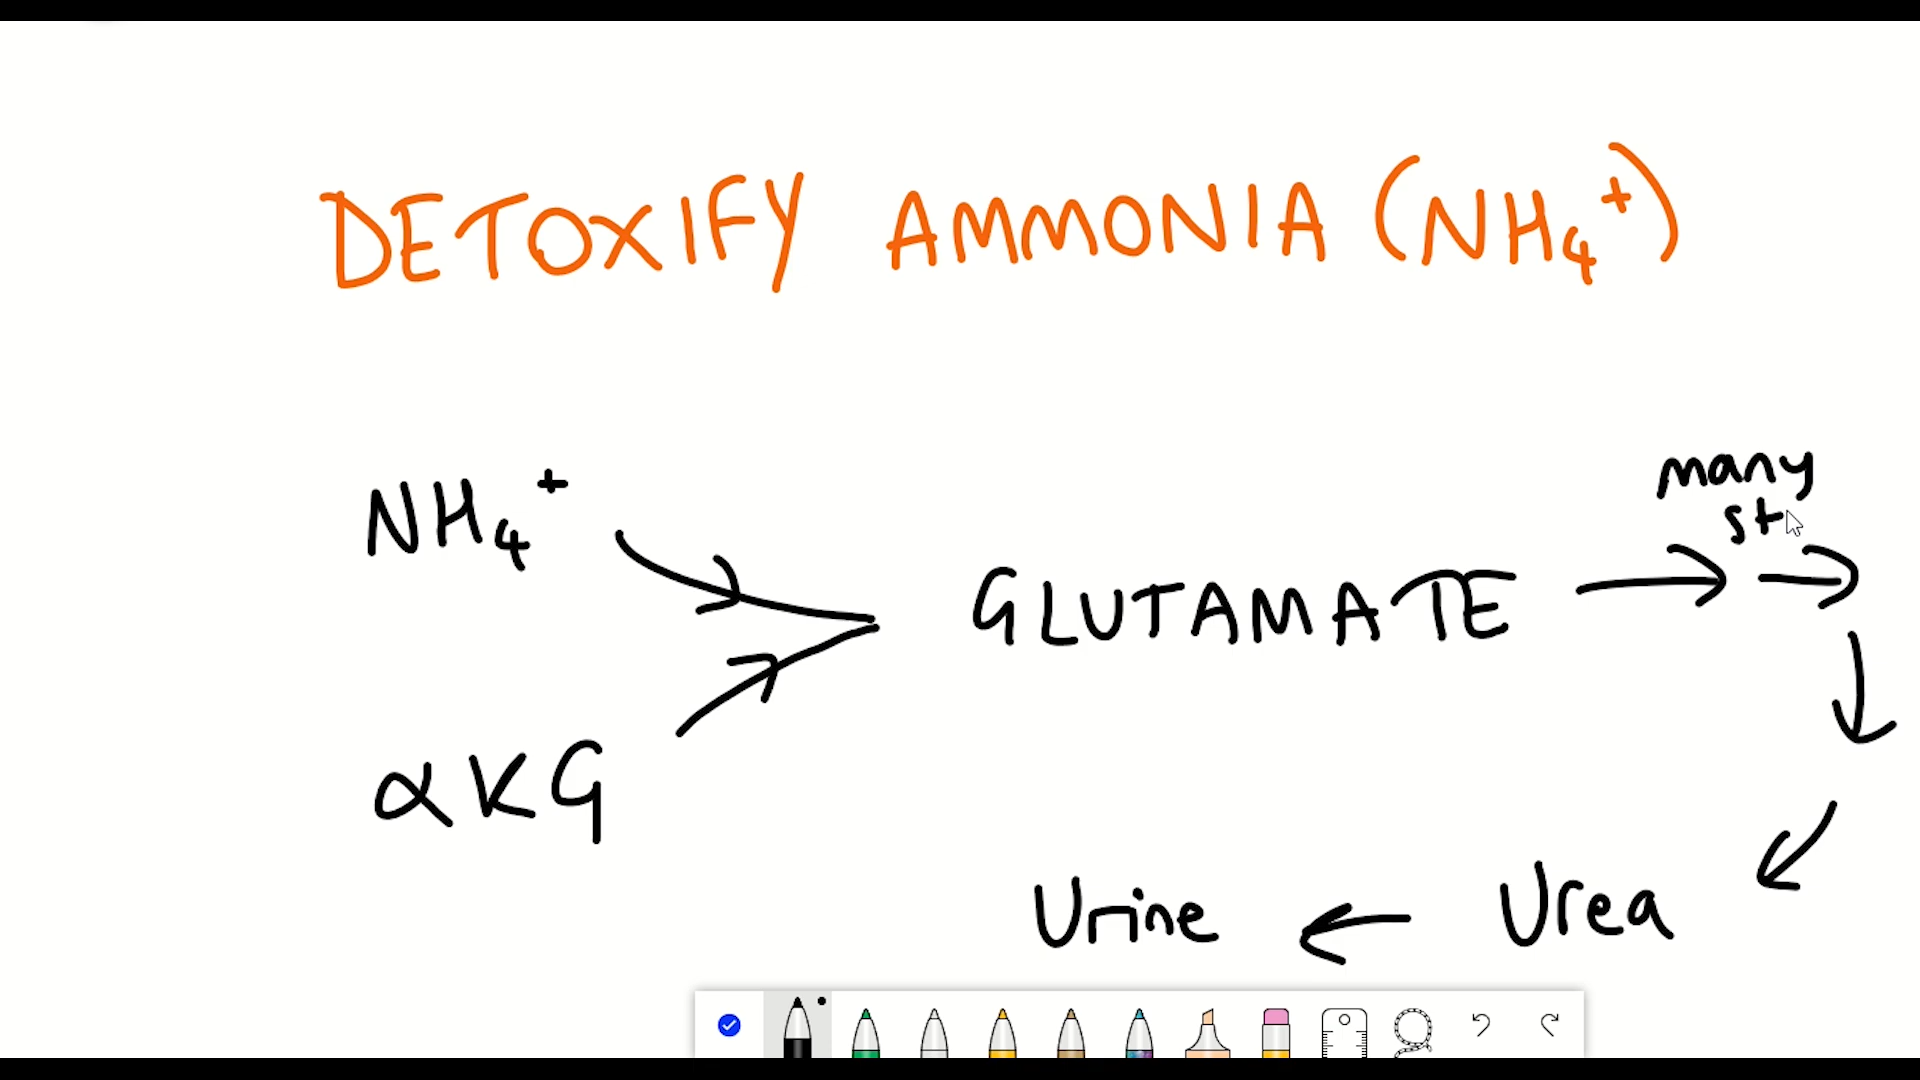 DETOXIFY AMMONIA (NH₄⁺)
NH₄⁺
many
st
GLUTAMATE
αKG
Urine
Urea